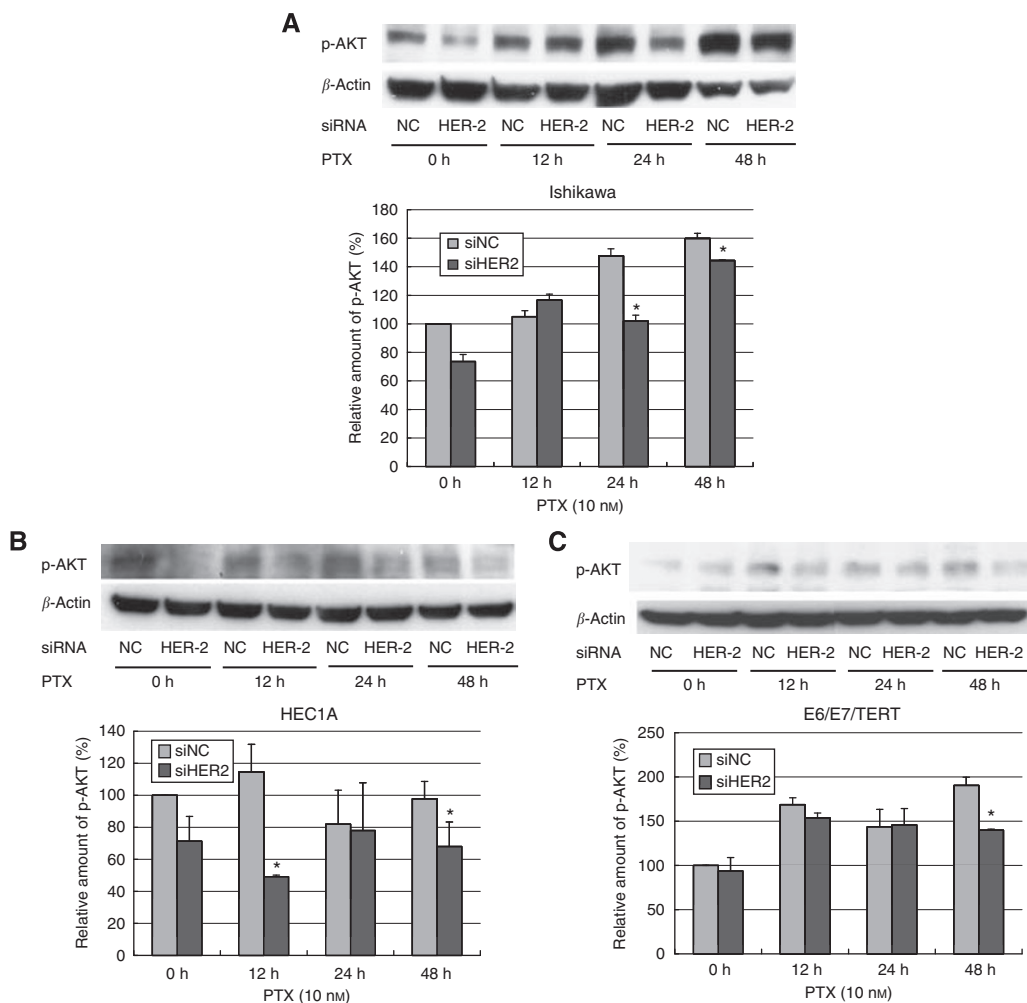 A
p-AKT
β-Actin
siRNA NC HER-2 NC HER-2 NC HER-2 NC HER-2
PTX 0 h 12 h 24 h 48 h
Ishikawa
Relative amount of p-AKT (%)
180
160
140
120
100
80
60
40
20
0
siNC
siHER2
*
*
0 h 12 h 24 h 48 h
PTX (10 nM)
B
p-AKT
β-Actin
siRNA NC HER-2 NC HER-2 NC HER-2 NC HER-2
PTX 0 h 12 h 24 h 48 h
HEC1A
Relative amount of p-AKT (%)
140
120
100
80
60
40
20
0
siNC
siHER2
*
*
0 h 12 h 24 h 48 h
PTX (10 nM)
C
p-AKT
β-Actin
siRNA NC HER-2 NC HER-2 NC HER-2 NC HER-2
PTX 0 h 12 h 24 h 48 h
E6/E7/TERT
Relative amount of p-AKT (%)
250
200
150
100
50
0
siNC
siHER2
*
0 h 12 h 24 h 48 h
PTX (10 nM)